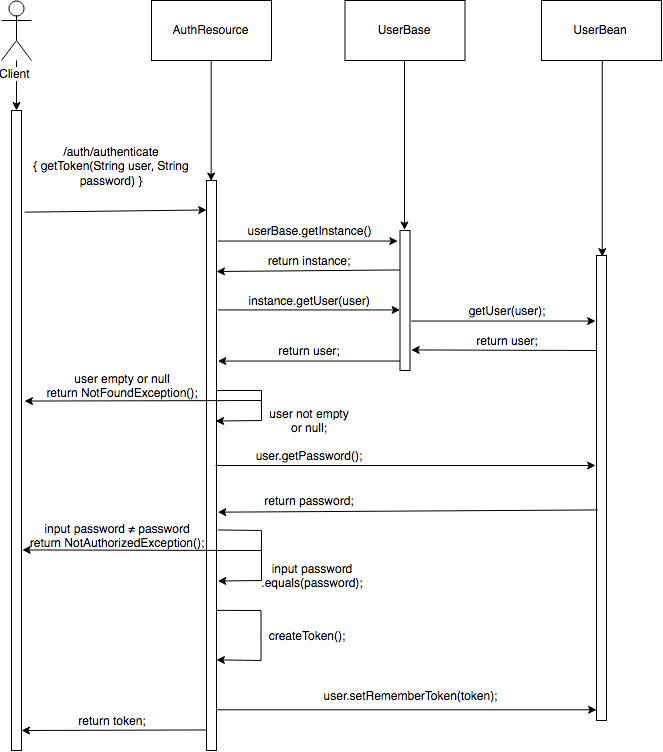 Client
AuthResource
UserBase
UserBean
/auth/authenticate
{ getToken(String user, String
password) }
userBase.getInstance()
return instance;
instance.getUser(user)
getUser(user);
return user;
return user;
user empty or null
return NotFoundException();
user not empty
or null;
user.getPassword();
return password;
input password ≠ password
return NotAuthorizedException();
input password
.equals(password);
createToken();
user.setRememberToken(token);
return token;